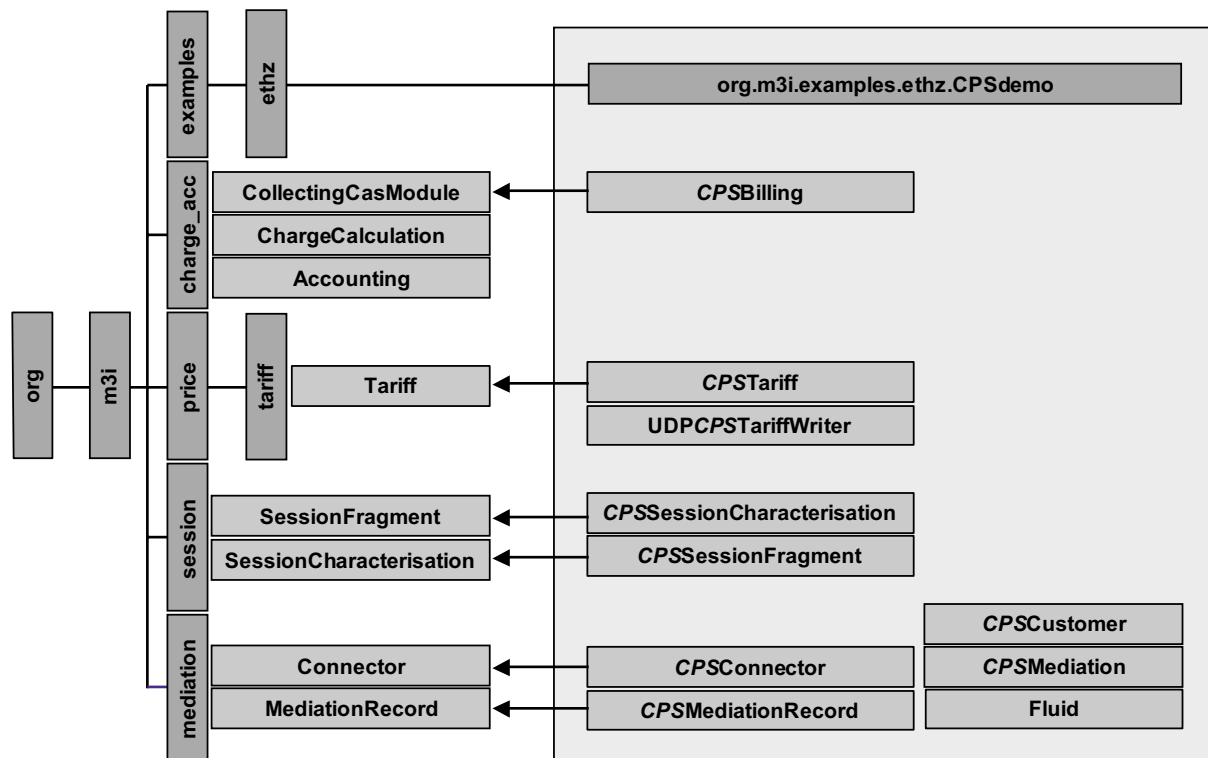 examples
ethz
org.m3i.examples.ethz.CPSdemo
charge_acc
CollectingCasModule
CPSBilling
ChargeCalculation
Accounting
org
m3i
price
tariff
Tariff
CPSTariff
UDPCPSTariffWriter
session
SessionFragment
CPSSessionCharacterisation
SessionCharacterisation
CPSSessionFragment
mediation
CPSCustomer
Connector
CPSConnector
CPSMediation
MediationRecord
CPSMediationRecord
Fluid